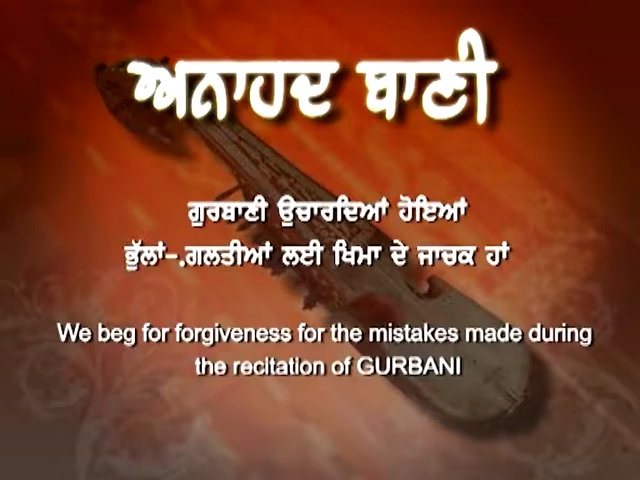 ਅਨਾਹਦ ਬਾਣੀ
ਗੁਰਬਾਣੀ ਉਚਾਰਦਿਆਂ ਹੋਇਆਂ
ਭੁੱਲਾਂ-.ਗਲਤੀਆਂ ਲਈ ਖਿਮਾ ਦੇ ਜਾਚਕ ਹਾਂ
We beg for forgiveness for the mistakes made during
the recitation of GURBANI